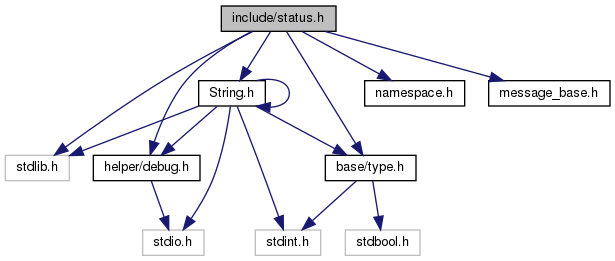 include/status.h
String.h
namespace.h
message_base.h
stdlib.h
helper/debug.h
base/type.h
stdio.h
stdint.h
stdbool.h